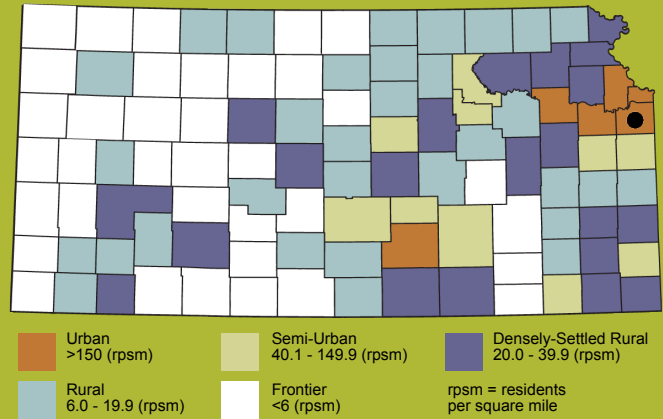 Urban
>150 (rpsm)
Semi-Urban
40.1 - 149.9 (rpsm)
Densely-Settled Rural
20.0 - 39.9 (rpsm)
Rural
6.0 - 19.9 (rpsm)
Frontier
<6 (rpsm)
rpsm = residents
per square mile